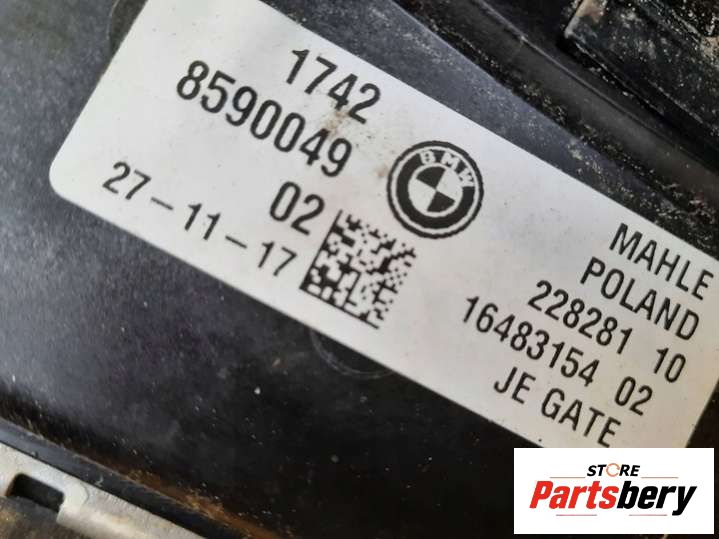 1742
8590049
02
27-11-17
BMW
MAHLE
POLAND
228281 10
16483154 02
JE GATE
STORE
Partsbery